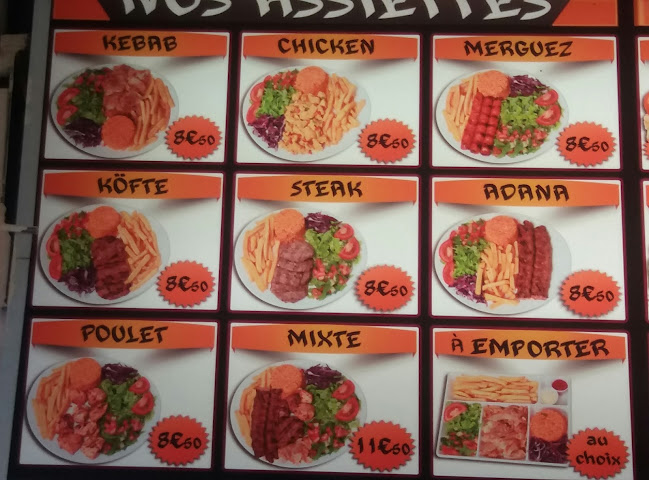 NOS ASSIETTES
KEBAB
8€50
CHICKEN
8€50
MERGUEZ
8€50
KÖFTE
8€50
STEAK
8€50
ADANA
8€50
POULET
8€50
MIXTE
11€50
À EMPORTER
au
choix